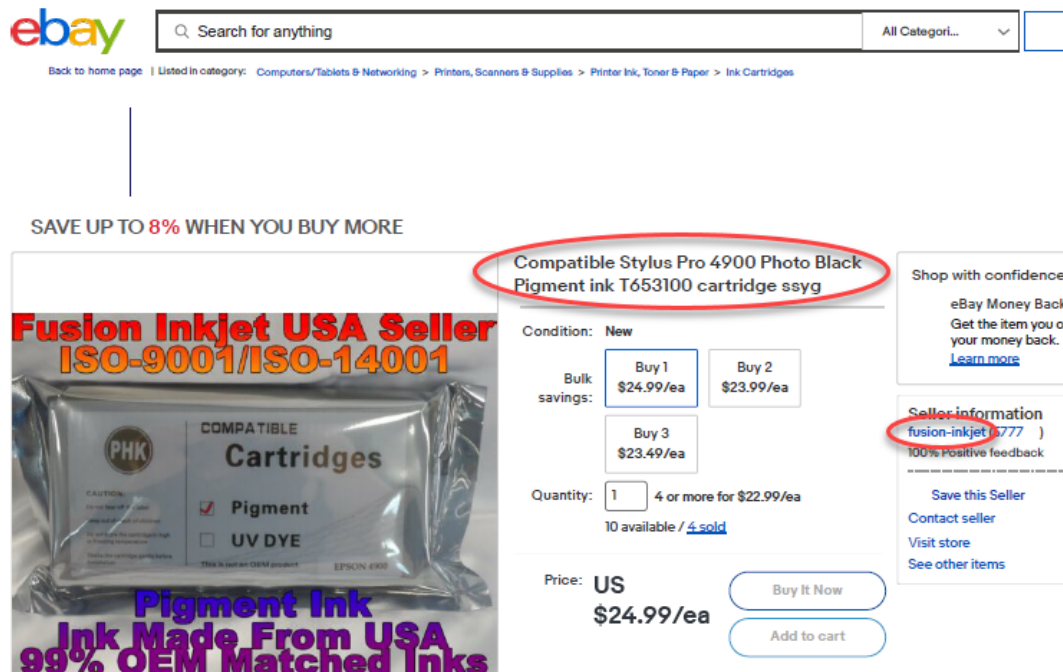 ebay
Search for anything
All Categori...
Back to home page | Listed in category: Computers/Tablets & Networking > Printers, Scanners & Supplies > Printer Ink, Toner & Paper > Ink Cartridges
SAVE UP TO 8% WHEN YOU BUY MORE
Fusion Inkjet USA Seller
ISO-9001/ISO-14001
PHK
COMPATIBLE
Cartridges
CAUTION:
Pigment
UV DYE
This is not an OEM product
EPSON 4900
Pigment Ink
Ink Made From USA
99% OEM Matched Inks
Compatible Stylus Pro 4900 Photo Black
Pigment ink T653100 cartridge ssyg
Condition: New
Bulk
savings:
Buy 1
$24.99/ea
Buy 2
$23.99/ea
Buy 3
$23.49/ea
Quantity: 1 4 or more for $22.99/ea
10 available / 4 sold
Price: US
$24.99/ea
Buy It Now
Add to cart
Shop with confidence
eBay Money Back
Get the item you o
your money back.
Learn more
Seller information
fusion-inkjet (5777 )
100% Positive feedback
Save this Seller
Contact seller
Visit store
See other items